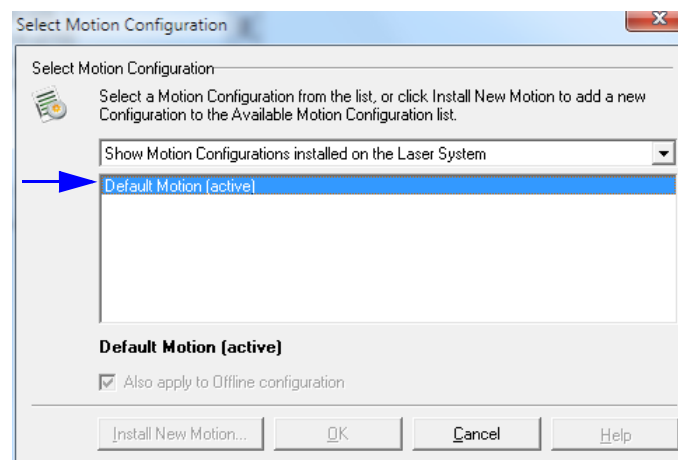 Select Motion Configuration
Select Motion Configuration
Select a Motion Configuration from the list, or click Install New Motion to add a new
Configuration to the Available Motion Configuration list.
Show Motion Configurations installed on the Laser System
Default Motion (active)
Default Motion (active)
Also apply to Offline configuration
Install New Motion... OK Cancel Help